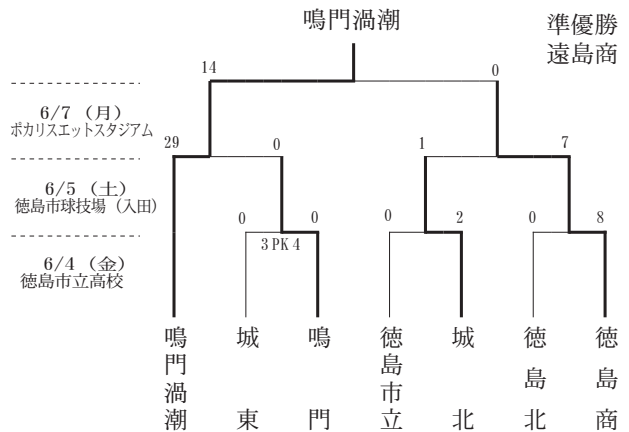 鳴門渦潮
準優勝
遠島商
14
0
6/7 (月)
ポカリスエットスタジアム
29
0
1
7
6/5 (土)
徳島市球技場 (入田)
0
0
0
2
0
8
3 PK 4
6/4 (金)
徳島市立高校
鳴門渦潮
城東
鳴門
徳島市立
城北
徳島北
徳島商